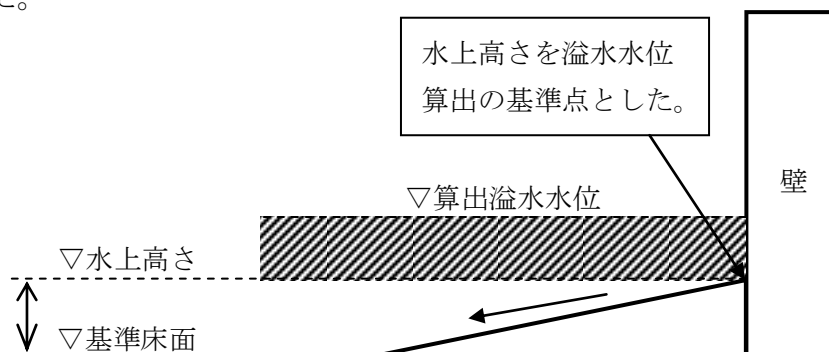 た。
水上高さを溢水水位
算出の基準点とした。
壁
▽算出溢水水位
▽水上高さ
▽基準床面